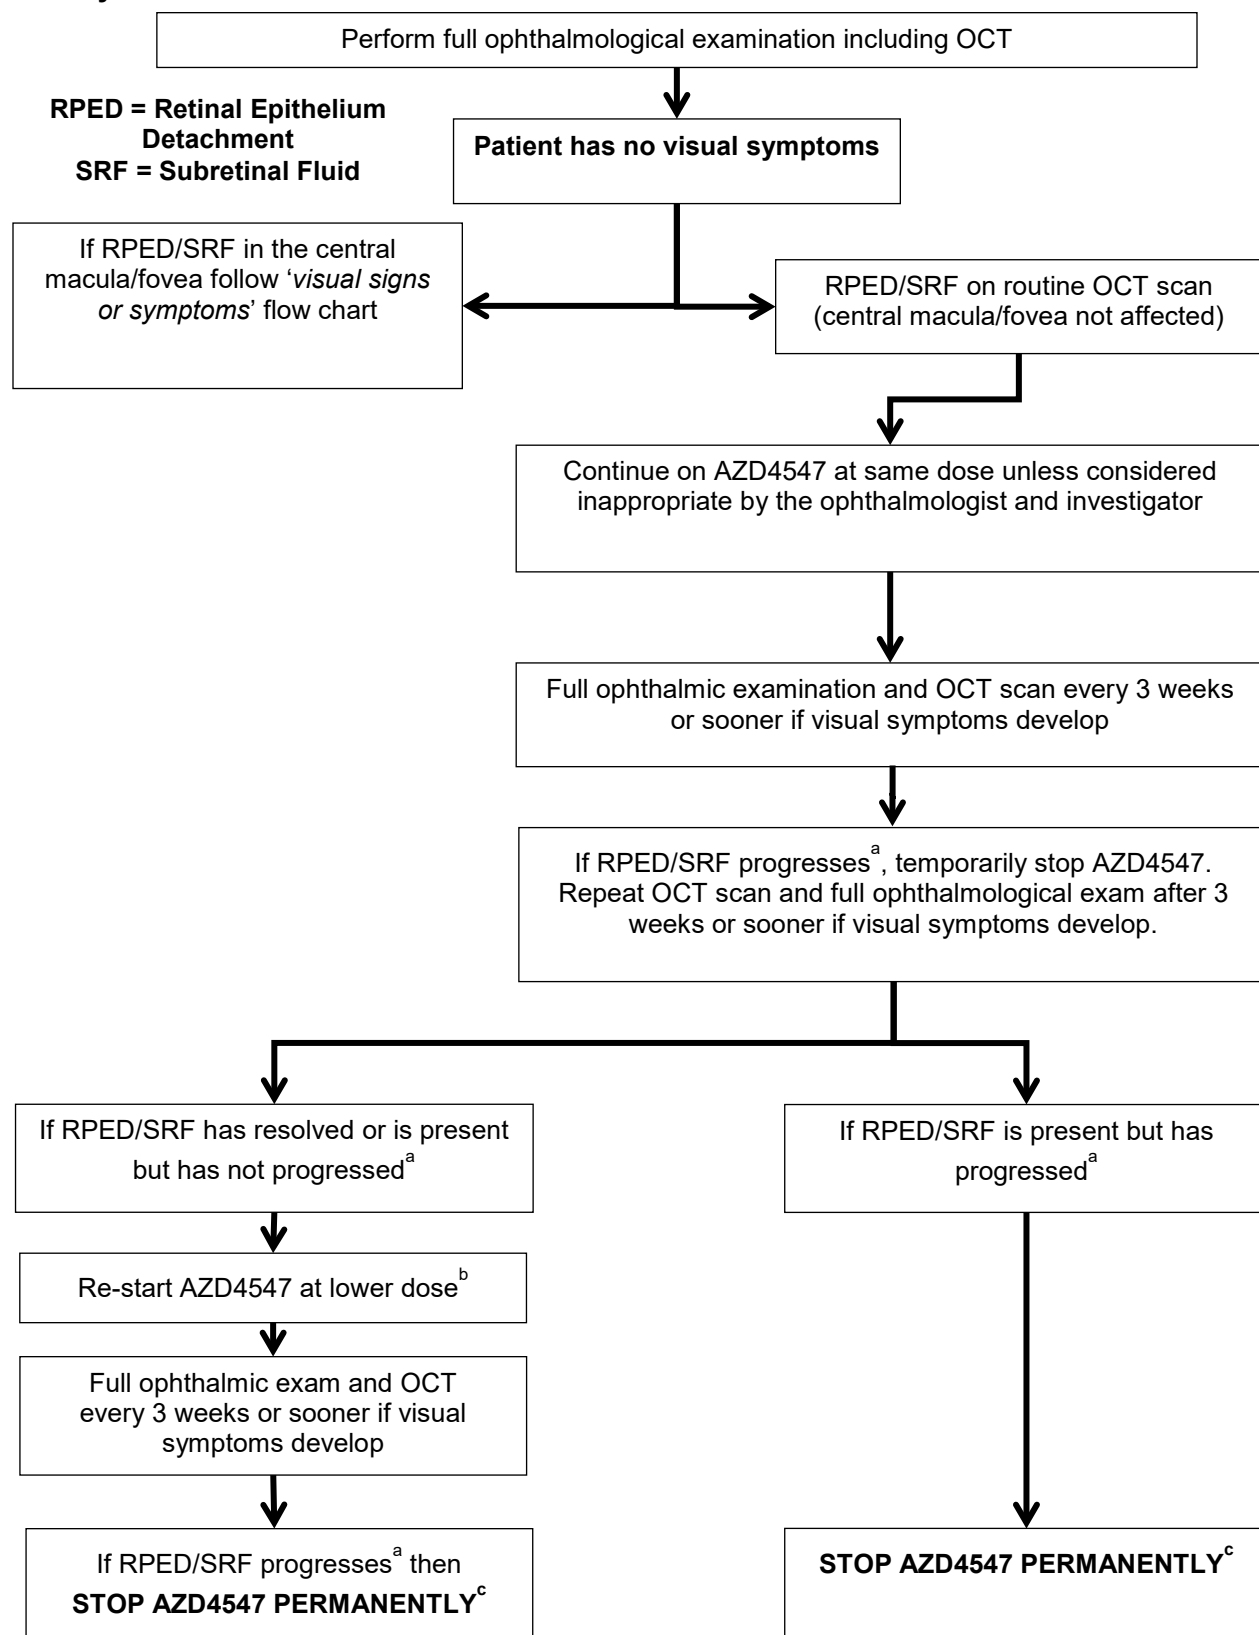 Perform full ophthalmological examination including OCT
RPED = Retinal Epithelium
Detachment
SRF = Subretinal Fluid
Patient has no visual symptoms
If RPED/SRF in the central
macula/fovea follow ‘visual signs
or symptoms’ flow chart
RPED/SRF on routine OCT scan
(central macula/fovea not affected)
Continue on AZD4547 at same dose unless considered
inappropriate by the ophthalmologist and investigator
Full ophthalmic examination and OCT scan every 3 weeks
or sooner if visual symptoms develop
If RPED/SRF progressesa, temporarily stop AZD4547.
Repeat OCT scan and full ophthalmological exam after 3
weeks or sooner if visual symptoms develop.
If RPED/SRF has resolved or is present
but has not progresseda
If RPED/SRF is present but has
progresseda
Re-start AZD4547 at lower doseb
Full ophthalmic exam and OCT
every 3 weeks or sooner if visual
symptoms develop
If RPED/SRF progressesa then
STOP AZD4547 PERMANENTLYc
STOP AZD4547 PERMANENTLYc